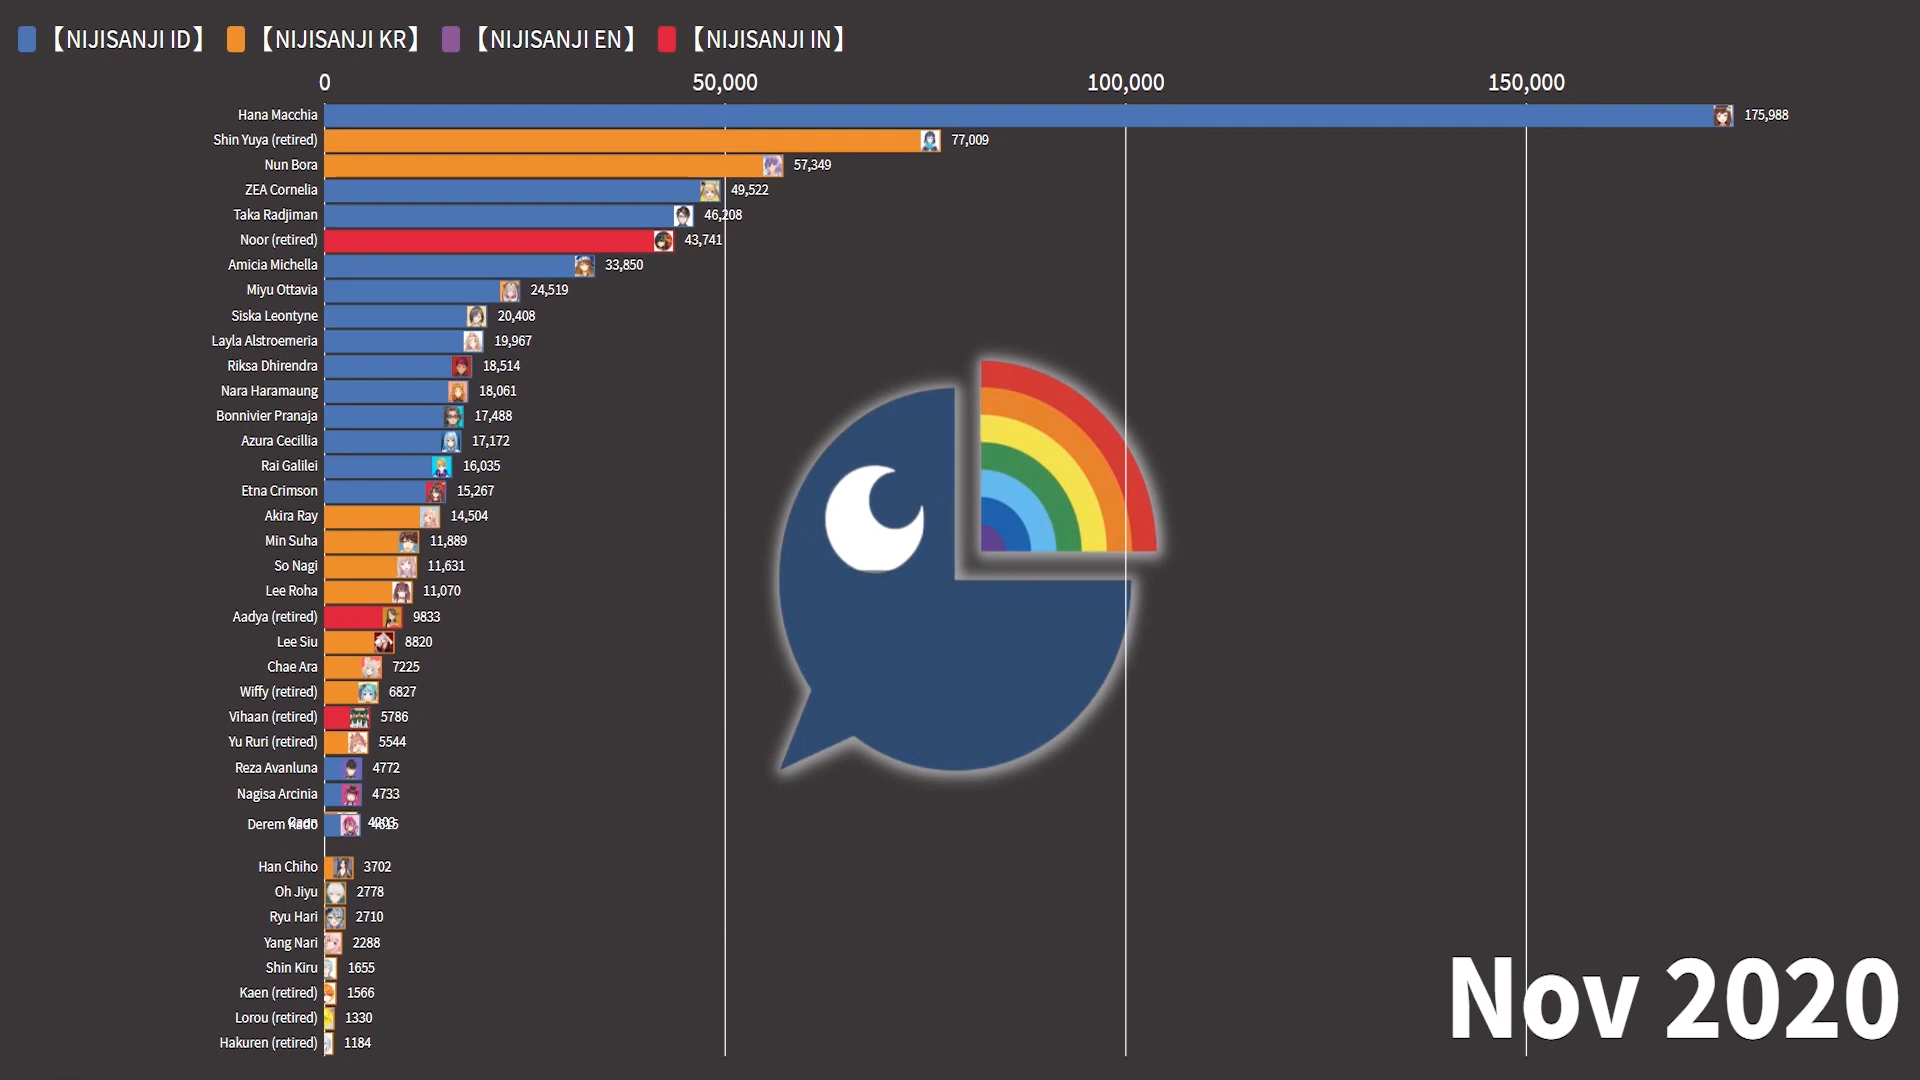 【NIJISANJI ID】 【NIJISANJI KR】 【NIJISANJI EN】 【NIJISANJI IN】
0 50,000 100,000 150,000
Hana Macchia 175,988
Shin Yuya (retired) 77,009
Nun Bora 57,349
ZEA Cornelia 49,522
Taka Radjiman 46,208
Noor (retired) 43,741
Amicia Michella 33,850
Miyu Ottavia 24,519
Siska Leontyne 20,408
Layla Alstroemeria 19,967
Riksa Dhirendra 18,514
Nara Haramaung 18,061
Bonnivier Pranaja 17,488
Azura Cecillia 17,172
Rai Galilei 16,035
Etna Crimson 15,267
Akira Ray 14,504
Min Suha 11,889
So Nagi 11,631
Lee Roha 11,070
Aadya (retired) 9833
Lee Siu 8820
Chae Ara 7225
Wiffy (retired) 6827
Vihaan (retired) 5786
Yu Ruri (retired) 5544
Reza Avanluna 4772
Nagisa Arcinia 4733
Derem
Han Chiho 3702
Oh Jiyu 2778
Ryu Hari 2710
Yang Nari 2288
Shin Kiru 1655
Kaen (retired) 1566
Lorou (retired) 1330
Hakuren (retired) 1184
Nov 2020